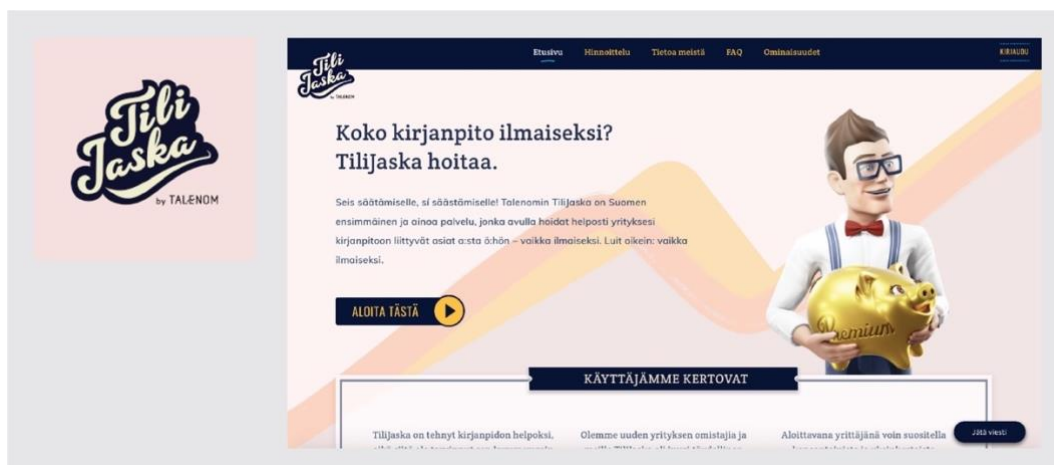 Tili
Jaska
by TALENOM
Tili
Jaska
by TALENOM
Etusivu Hinnoittelu Tietoa meistä FAQ Ominaisuudet
KIRJAUDU
Koko kirjanpito ilmaiseksi?
TiliJaska hoitaa.
Seis säätämiselle, sí säästämiselle! Talenomin TiliJaska on Suomen
ensimmäinen ja ainoa palvelu, jonka avulla hoidat helposti yrityksesi
kirjanpitoon liittyvät asiat a:sta ö:hön – vaikka ilmaiseksi. Luit oikein: vaikka
ilmaiseksi.
ALOITA TÄSTÄ
Premium
KÄYTTÄJÄMME KERTOVAT
Tilijaska on tehnyt kirjanpidon helpoksi,
Olemme uuden yrityksen omistajia ja
Aloittavana yrittäjänä voin suositella
Jätä viesti